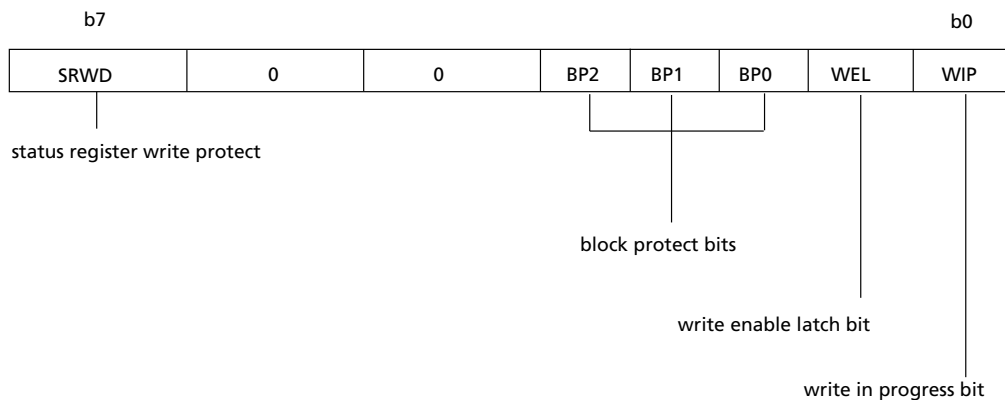 b7 b0
SRWD 0 0 BP2 BP1 BP0 WEL WIP
status register write protect
block protect bits
write enable latch bit
write in progress bit